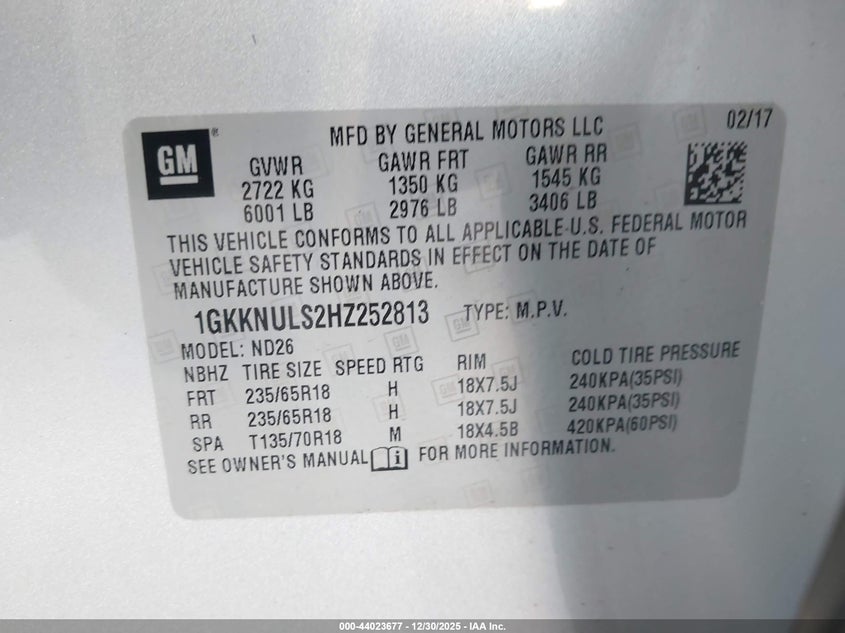 GM ®
MFD BY GENERAL MOTORS LLC 02/17
GVWR GAWR FRT GAWR RR
2722 KG 1350 KG 1545 KG
6001 LB 2976 LB 3406 LB
THIS VEHICLE CONFORMS TO ALL APPLICABLE U.S. FEDERAL MOTOR
VEHICLE SAFETY STANDARDS IN EFFECT ON THE DATE OF
MANUFACTURE SHOWN ABOVE.
1GKKNULS2HZ252813 TYPE: M.P.V.
MODEL: ND26
NBHZ TIRE SIZE SPEED RTG RIM COLD TIRE PRESSURE
FRT 235/65R18 H 18X7.5J 240KPA(35PSI)
RR 235/65R18 H 18X7.5J 240KPA(35PSI)
SPA T135/70R18 M 18X4.5B 420KPA(60PSI)
SEE OWNER'S MANUAL i FOR MORE INFORMATION.
000-44023677 - 12/30/2025 - IAA Inc.